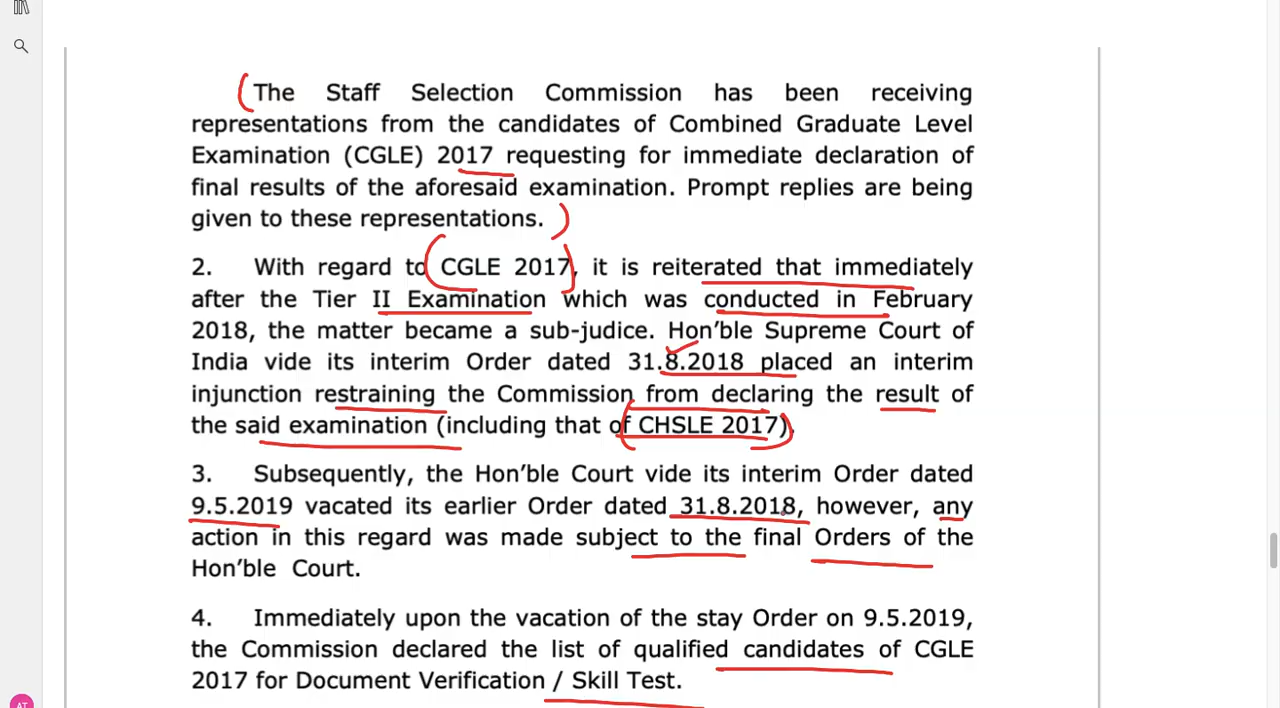 The Staff Selection Commission has been receiving
representations from the candidates of Combined Graduate Level
Examination (CGLE) 2017 requesting for immediate declaration of
final results of the aforesaid examination. Prompt replies are being
given to these representations.
2. With regard to CGLE 2017, it is reiterated that immediately
after the Tier II Examination which was conducted in February
2018, the matter became a sub-judice. Hon’ble Supreme Court of
India vide its interim Order dated 31.8.2018 placed an interim
injunction restraining the Commission from declaring the result of
the said examination (including that of CHSLE 2017).
3. Subsequently, the Hon’ble Court vide its interim Order dated
9.5.2019 vacated its earlier Order dated 31.8.2018, however, any
action in this regard was made subject to the final Orders of the
Hon’ble Court.
4. Immediately upon the vacation of the stay Order on 9.5.2019,
the Commission declared the list of qualified candidates of CGLE
2017 for Document Verification / Skill Test.
AT